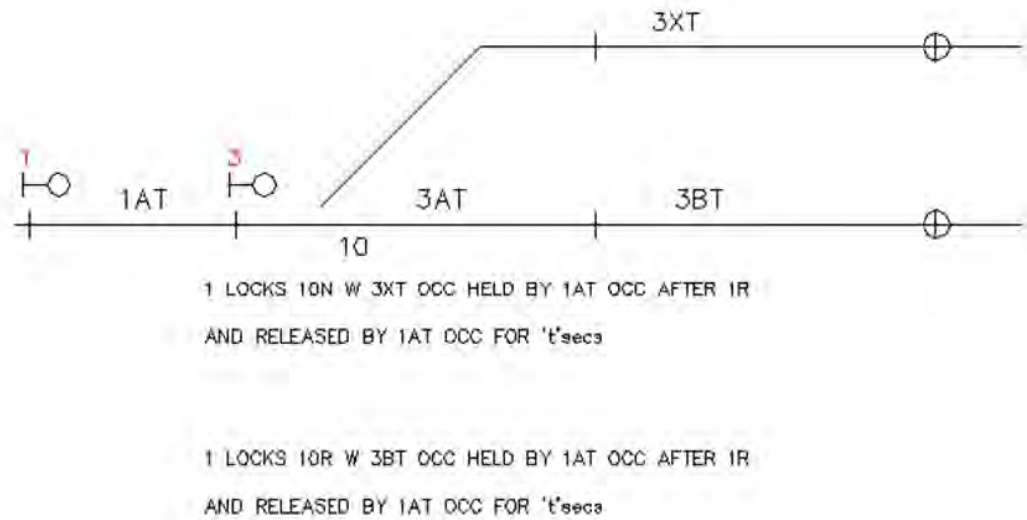 3XT
1
3
1AT
3AT
3BT
10
1 LOCKS 10N W 3XT OCC HELD BY 1AT OCC AFTER 1R
AND RELEASED BY 1AT OCC FOR 't'secs
1 LOCKS 10R W 3BT OCC HELD BY 1AT OCC AFTER 1R
AND RELEASED BY 1AT OCC FOR 't'secs